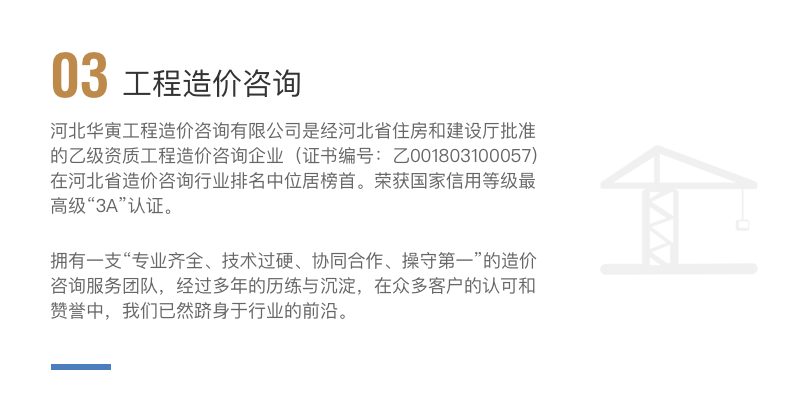 03 工程造价咨询
河北华寅工程造价咨询有限公司是经河北省住房和建设厅批准
的乙级资质工程造价咨询企业（证书编号：乙001803100057)
在河北省造价咨询行业排名中位居榜首。荣获国家信用等级最
高级“3A”认证。
拥有一支“专业齐全、技术过硬、协同合作、操守第一”的造价
咨询服务团队，经过多年的历练与沉淀，在众多客户的认可和
赞誉中，我们已然跻身于行业的前沿。